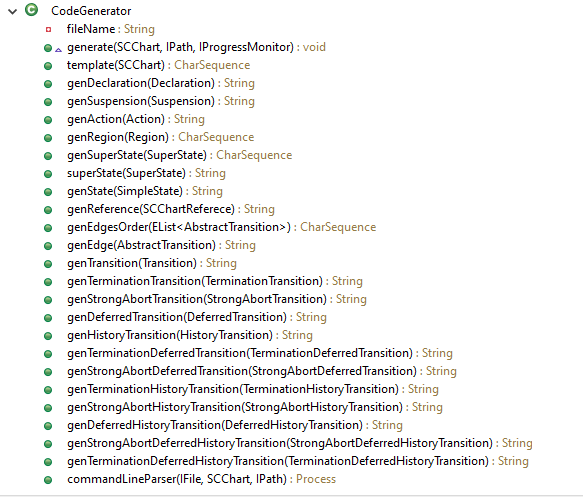 CodeGenerator
fileName : String
generate(SCChart, IPath, IProgressMonitor) : void
template(SCChart) : CharSequence
genDeclaration(Declaration) : String
genSuspension(Suspension) : String
genAction(Action) : String
genRegion(Region) : CharSequence
genSuperState(SuperState) : CharSequence
superState(SuperState) : String
genState(SimpleState) : String
genReference(SCChartReferece) : String
genEdgesOrder(EList<AbstractTransition>) : CharSequence
genEdge(AbstractTransition) : String
genTransition(Transition) : String
genTerminationTransition(TerminationTransition) : String
genStrongAbortTransition(StrongAbortTransition) : String
genDeferredTransition(DeferredTransition) : String
genHistoryTransition(HistoryTransition) : String
genTerminationDeferredTransition(TerminationDeferredTransition) : String
genStrongAbortDeferredTransition(StrongAbortDeferredTransition) : String
genTerminationHistoryTransition(TerminationHistoryTransition) : String
genStrongAbortHistoryTransition(StrongAbortHistoryTransition) : String
genDeferredHistoryTransition(DeferredHistoryTransition) : String
genStrongAbortDeferredHistoryTransition(StrongAbortDeferredHistoryTransition) : String
genTerminationDeferredHistoryTransition(TerminationDeferredHistoryTransition) : String
commandLineParser(IFile, SCChart, IPath) : Process